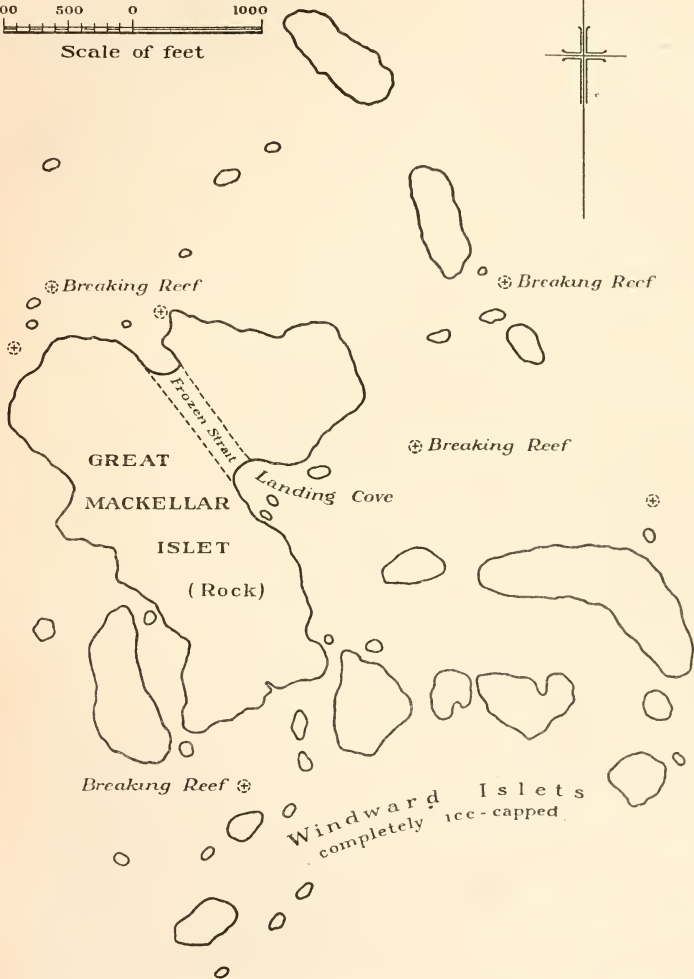 00 500 0 1000
Scale of feet
Breaking Reef
Breaking Reef
Frozen Strait
Breaking Reef
GREAT
Landing Cove
MACKELLAR
ISLET
(Rock)
Breaking Reef
Windward Islets
completely ice-capped